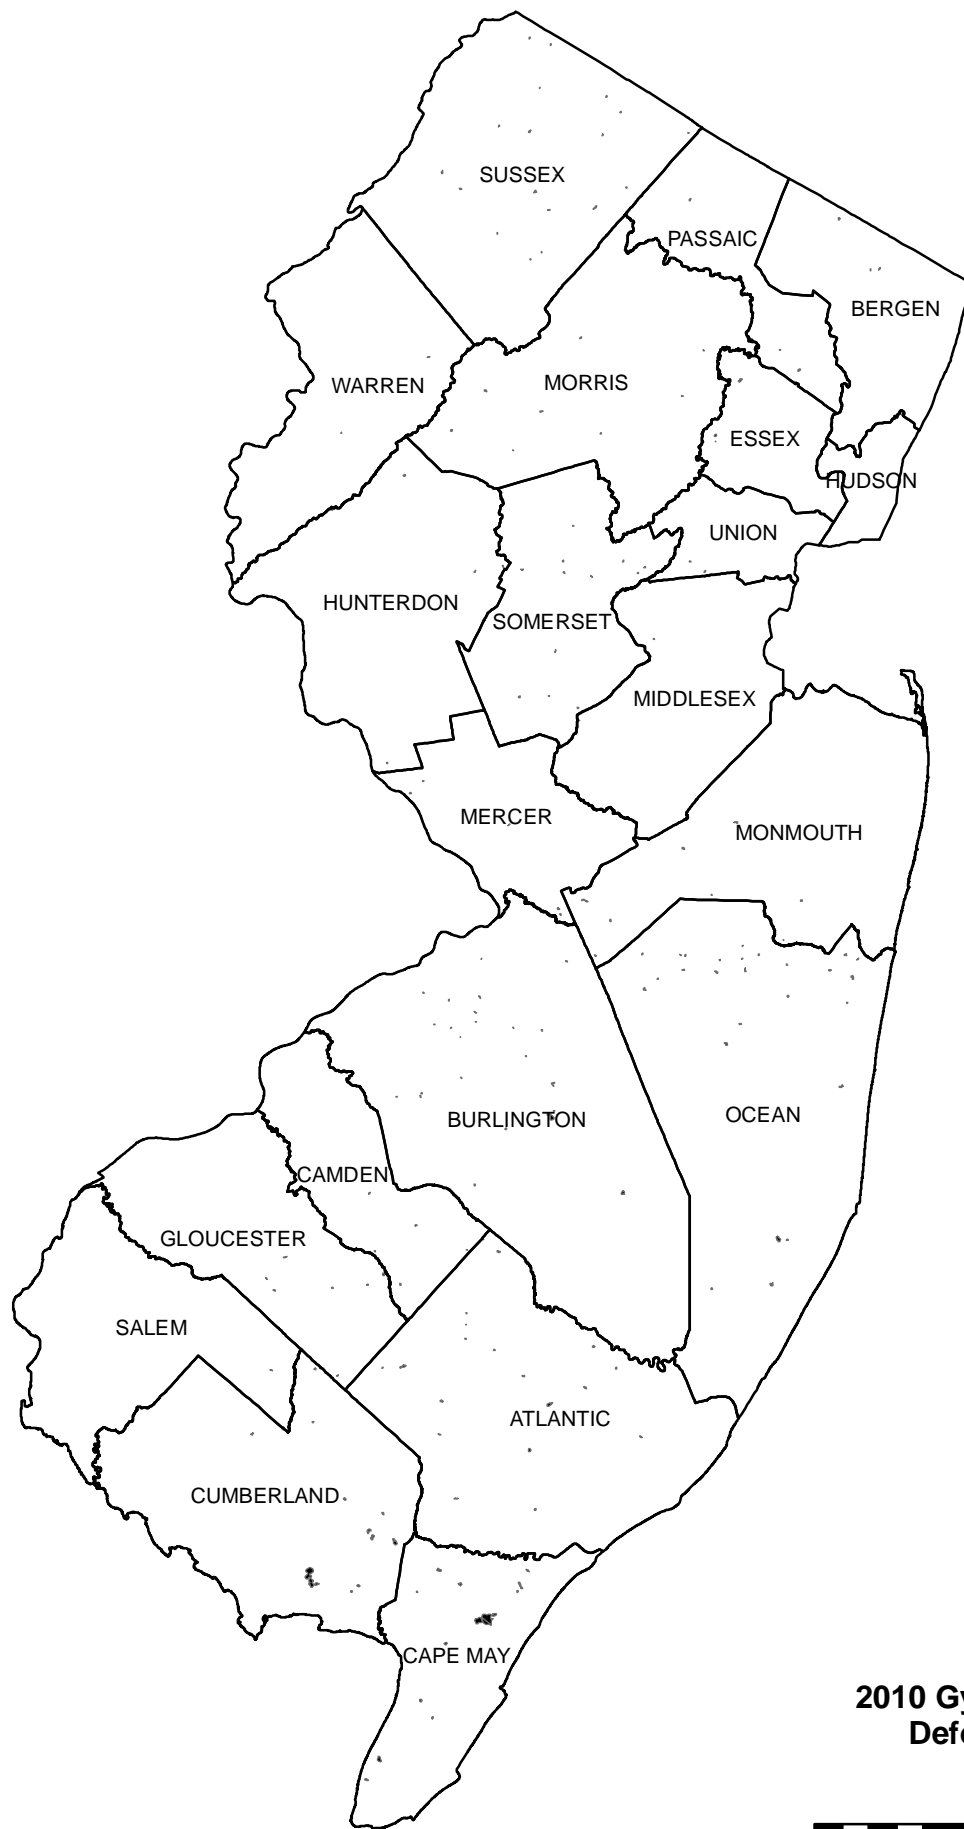 SUSSEX
PASSAIC
BERGEN
WARREN
MORRIS
ESSEX
HUDSON
UNION
HUNTERDON
SOMERSET
MIDDLESEX
MERCER
MONMOUTH
BURLINGTON
OCEAN
CAMDEN
GLOUCESTER
SALEM
ATLANTIC
CUMBERLAND
CAPE MAY
2010